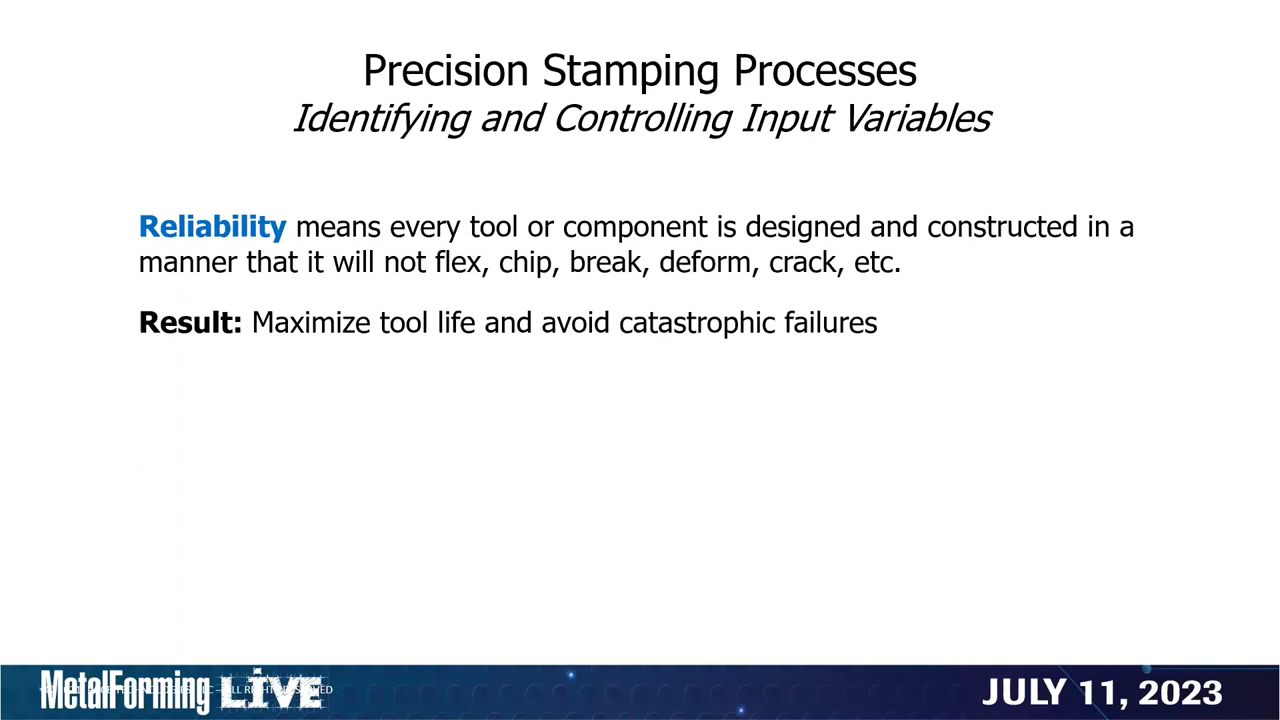 Precision Stamping Processes
Identifying and Controlling Input Variables
Reliability means every tool or component is designed and constructed in a
manner that it will not flex, chip, break, deform, crack, etc.
Result: Maximize tool life and avoid catastrophic failures
MetalForming LIVE
JULY 11, 2023